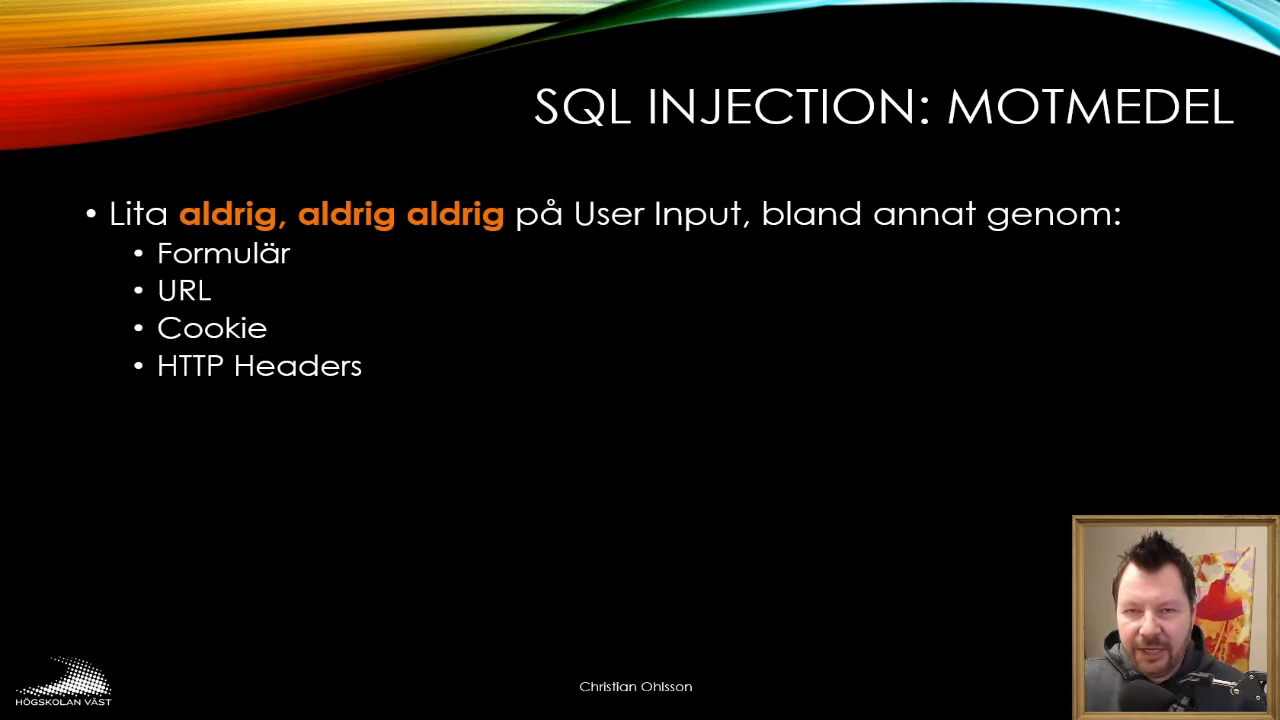 SQL INJECTION: MOTMEDEL
• Lita aldrig, aldrig aldrig på User Input, bland annat genom:
• Formulär
• URL
• Cookie
• HTTP Headers
HÖGSKOLAN VÄST
Christian Ohlsson